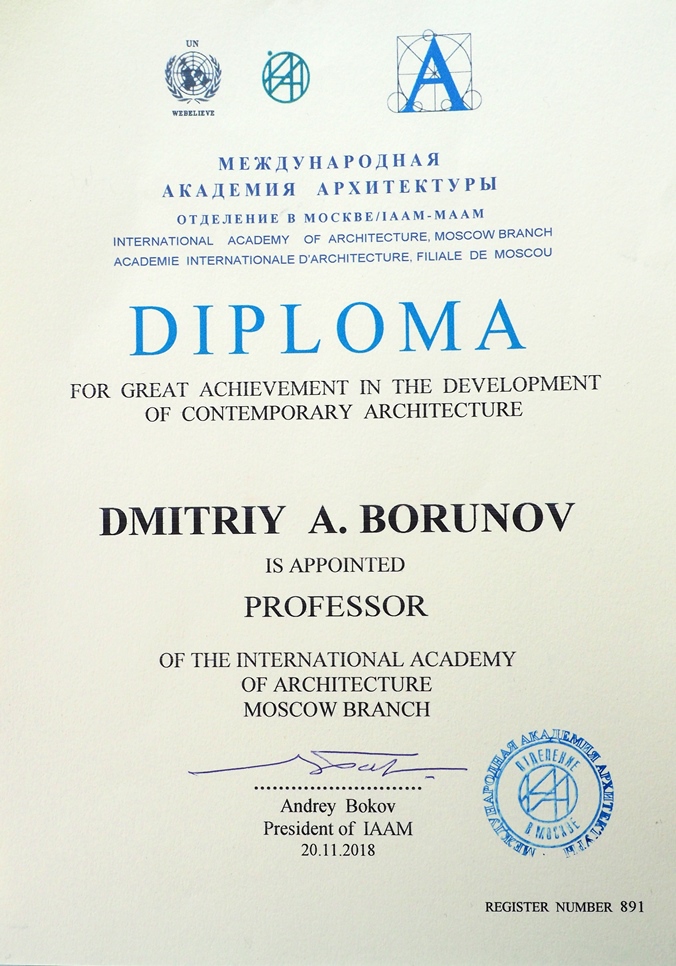 UN
WEBELIEVE
IAA
A
МЕЖДУНАРОДНАЯ
АКАДЕМИЯ АРХИТЕКТУРЫ
ОТДЕЛЕНИЕ В МОСКВЕ/IAAM-МААМ
INTERNATIONAL ACADEMY OF ARCHITECTURE, MOSCOW BRANCH
ACADEMIE INTERNATIONALE D'ARCHITECTURE, FILIALE DE MOSCOU
DIPLOMA
FOR GREAT ACHIEVEMENT IN THE DEVELOPMENT
OF CONTEMPORARY ARCHITECTURE
DMITRIY A. BORUNOV
IS APPOINTED
PROFESSOR
OF THE INTERNATIONAL ACADEMY
OF ARCHITECTURE
MOSCOW BRANCH
Andrey Bokov
President of IAAM
20.11.2018
МЕЖДУНАРОДНАЯ АКАДЕМИЯ АРХИТЕКТУРЫ
ОТДЕЛЕНИЕ
IAA
В МОСКВЕ
REGISTER NUMBER 891